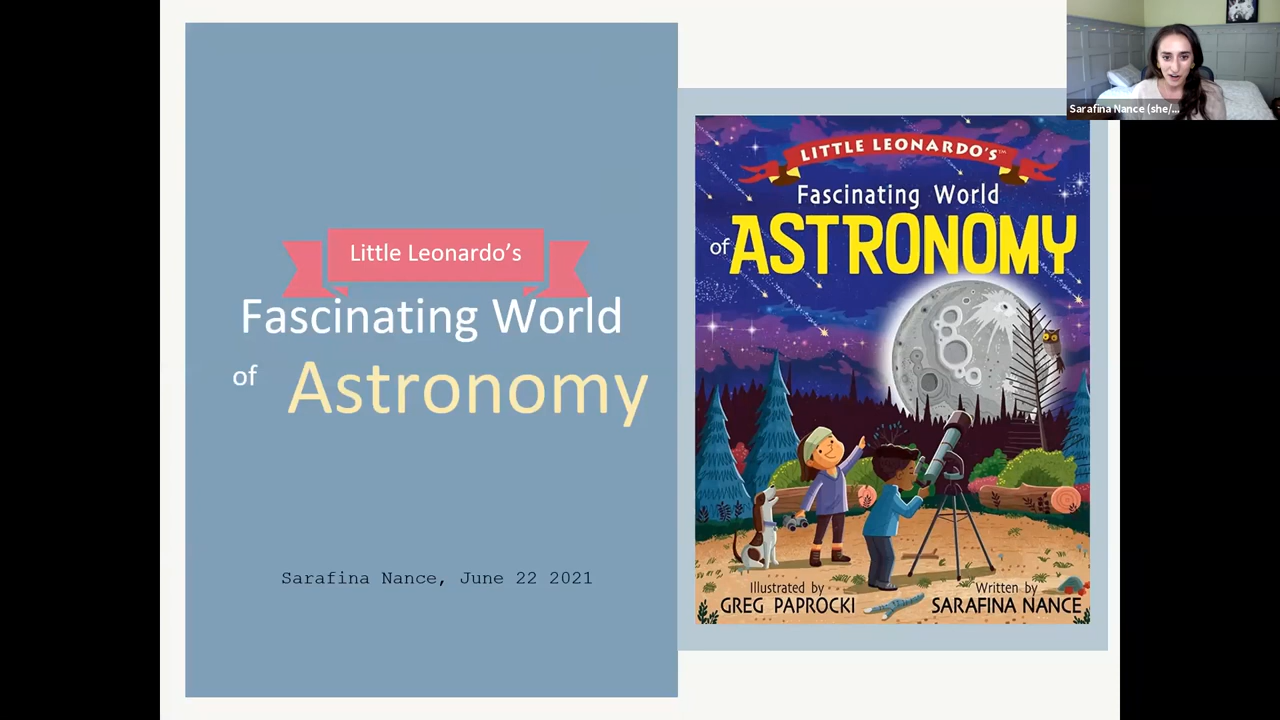 Little Leonardo's
Fascinating World
of Astronomy
Sarafina Nance, June 22 2021
LITTLE LEONARDO'S™
Fascinating World
of ASTRONOMY
Illustrated by
GREG PAPROCKI
Written by
SARAFINA NANCE
Sarafina Nance (she/...